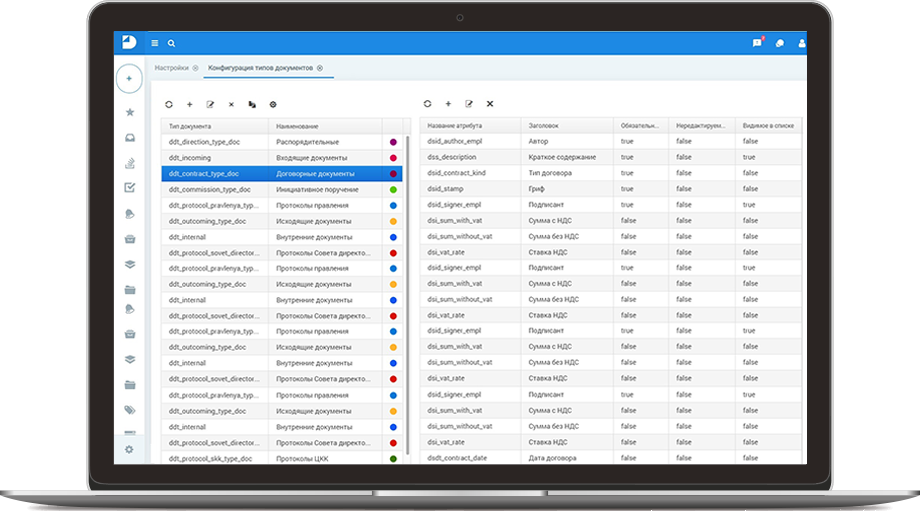 Настройки Конфигурация типов документов
Тип документа Наименование
ddt_direction_type_doc Распорядительные
ddt_incoming Входящие документы
ddt_contract_type_doc Договорные документы
ddt_commission_type_doc Инициативное поручение
ddt_protocol_pravlenya_typ... Протоколы правления
ddt_outcoming_type_doc Исходящие документы
ddt_internal Внутренние документы
ddt_protocol_sovet_director... Протоколы Совета директо...
ddt_protocol_pravlenya_typ... Протоколы правления
ddt_outcoming_type_doc Исходящие документы
ddt_internal Внутренние документы
ddt_protocol_sovet_director... Протоколы Совета директо...
ddt_protocol_pravlenya_typ... Протоколы правления
ddt_outcoming_type_doc Исходящие документы
ddt_internal Внутренние документы
ddt_protocol_sovet_director... Протоколы Совета директо...
ddt_protocol_pravlenya_typ... Протоколы правления
ddt_outcoming_type_doc Исходящие документы
ddt_internal Внутренние документы
ddt_protocol_sovet_director... Протоколы Совета директо...
ddt_protocol_skk_type_doc Протоколы ЦКК
Название атрибута Заголовок Обязательн... Нередактируем... Видимое в списке
dsid_author_empl Автор true false true
dss_description Краткое содержание true false true
dsid_contract_kind Тип договора true false false
dsid_stamp Гриф true false false
dsid_signer_empl Подписант true false true
dsi_sum_with_vat Сумма с НДС false false false
dsi_sum_without_vat Сумма без НДС false false false
dsi_vat_rate Ставка НДС false false false
dsid_signer_empl Подписант true false true
dsi_sum_with_vat Сумма с НДС false false false
dsi_sum_without_vat Сумма без НДС false false false
dsi_vat_rate Ставка НДС false false false
dsid_signer_empl Подписант true false true
dsi_sum_with_vat Сумма с НДС false false false
dsi_sum_without_vat Сумма без НДС false false false
dsi_vat_rate Ставка НДС false false false
dsid_signer_empl Подписант true false true
dsi_sum_with_vat Сумма с НДС false false false
dsi_sum_without_vat Сумма без НДС false false false
dsi_vat_rate Ставка НДС false false false
dsdt_contract_date Дата договора false false false